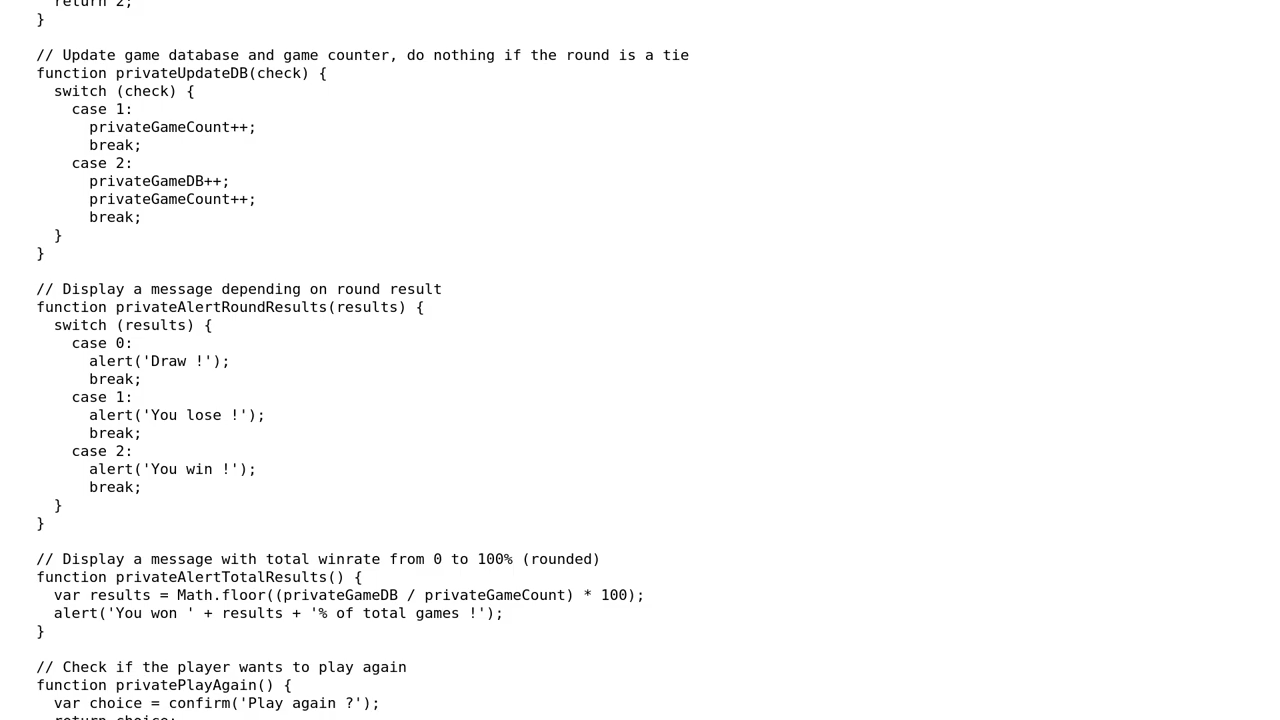 return 2;
  }

  // Update game database and game counter, do nothing if the round is a tie
  function privateUpdateDB(check) {
    switch (check) {
      case 1:
        privateGameCount++;
        break;
      case 2:
        privateGameDB++;
        privateGameCount++;
        break;
    }
  }

  // Display a message depending on round result
  function privateAlertRoundResults(results) {
    switch (results) {
      case 0:
        alert('Draw !');
        break;
      case 1:
        alert('You lose !');
        break;
      case 2:
        alert('You win !');
        break;
    }
  }

  // Display a message with total winrate from 0 to 100% (rounded)
  function privateAlertTotalResults() {
    var results = Math.floor((privateGameDB / privateGameCount) * 100);
    alert('You won ' + results + '% of total games !');
  }

  // Check if the player wants to play again
  function privatePlayAgain() {
    var choice = confirm('Play again ?');
    return choice;